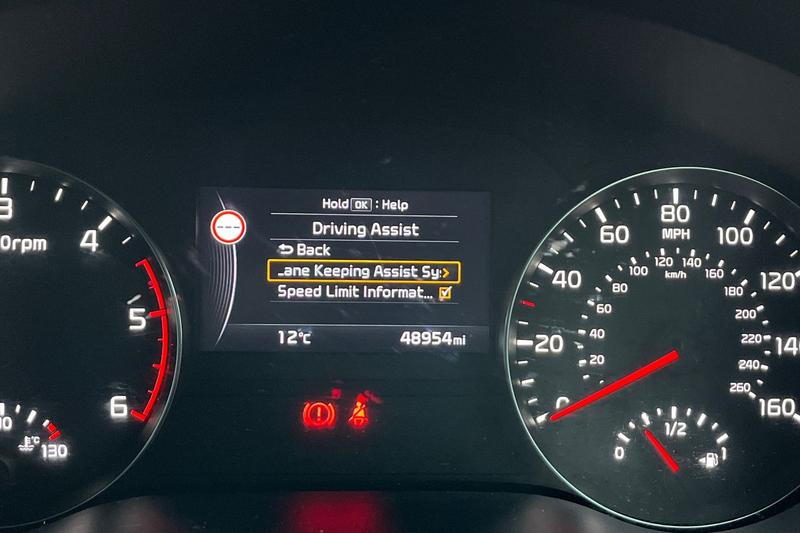 Hold OK : Help
Driving Assist
Back
ane Keeping Assist Sy
Speed Limit Informat...
12°C
48954mi
3
4
5
6
0rpm
°C
130
0
20
40
60
80
100
120
160
MPH
km/h
20
40
60
80
100
120
140
160
180
200
220
240
260
0
1/2
1